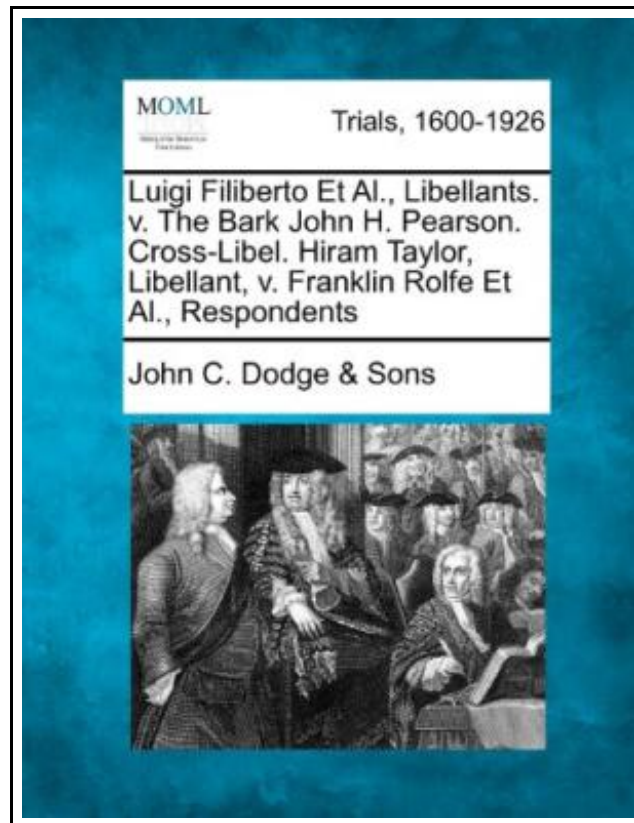 MOML
Trials, 1600-1926
Luigi Filiberto Et Al., Libellants.
v. The Bark John H. Pearson.
Cross-Libel. Hiram Taylor,
Libellant, v. Franklin Rolfe Et
Al., Respondents
John C. Dodge & Sons